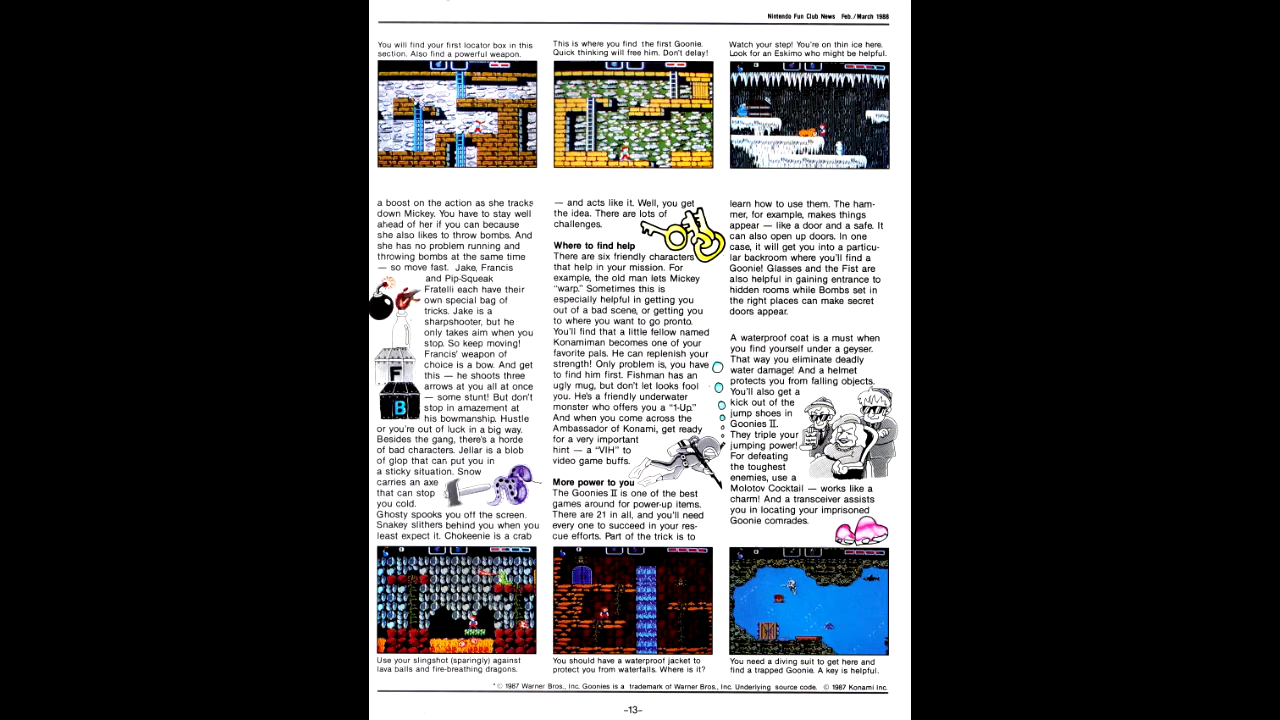 Nintendo Fun Club News Feb./March 1988
You will find your first locator box in this
section. Also find a powerful weapon.
This is where you find the first Goonie.
Quick thinking will free him. Don't delay!
Watch your step! You're on thin ice here.
Look for an Eskimo who might be helpful.
a boost on the action as she tracks
down Mickey. You have to stay well
ahead of her if you can because
she also likes to throw bombs. And
she has no problem running and
throwing bombs at the same time
— so move fast. Jake, Francis
and Pip-Squeak
Fratelli each have their
own special bag of
tricks. Jake is a
sharpshooter, but he
only takes aim when you
stop. So keep moving!
Francis' weapon of
choice is a bow. And get
this — he shoots three
arrows at you all at once
— some stunt! But don't
stop in amazement at
his bowmanship. Hustle
or you're out of luck in a big way.
Besides the gang, there's a horde
of bad characters. Jellar is a blob
of glop that can put you in
a sticky situation. Snow
carries an axe
that can stop
you cold.
Ghosty spooks you off the screen.
Snakey slithers behind you when you
least expect it. Chokeenie is a crab
F
B
— and acts like it. Well, you get
the idea. There are lots of
challenges.
Where to find help
There are six friendly characters
that help in your mission. For
example, the old man lets Mickey
"warp." Sometimes this is
especially helpful in getting you
out of a bad scene, or getting you
to where you want to go pronto.
You'll find that a little fellow named
Konamiman becomes one of your
favorite pals. He can replenish your
strength! Only problem is, you have
to find him first. Fishman has an
ugly mug, but don't let looks fool
you. He's a friendly underwater
monster who offers you a "1-Up."
And when you come across the
Ambassador of Konami, get ready
for a very important
hint — a "VIH" to
video game buffs.
More power to you
The Goonies II is one of the best
games around for power-up items.
There are 21 in all, and you'll need
every one to succeed in your res-
cue efforts. Part of the trick is to
learn how to use them. The ham-
mer, for example, makes things
appear — like a door and a safe. It
can also open up doors. In one
case, it will get you into a particu-
lar backroom where you'll find a
Goonie! Glasses and the Fist are
also helpful in gaining entrance to
hidden rooms while Bombs set in
the right places can make secret
doors appear.
A waterproof coat is a must when
you find yourself under a geyser.
That way you eliminate deadly
water damage! And a helmet
protects you from falling objects.
You'll also get a
kick out of the
jump shoes in
Goonies II.
They triple your
jumping power!
For defeating
the toughest
enemies, use a
Molotov Cocktail — works like a
charm! And a transceiver assists
you in locating your imprisoned
Goonie comrades.
Use your slingshot (sparingly) against
lava balls and fire-breathing dragons.
You should have a waterproof jacket to
protect you from waterfalls. Where is it?
You need a diving suit to get here and
find a trapped Goonie. A key is helpful.
*© 1987 Warner Bros., Inc. Goonies is a trademark of Warner Bros., Inc. Underlying source code. © 1987 Konami Inc.
-13-